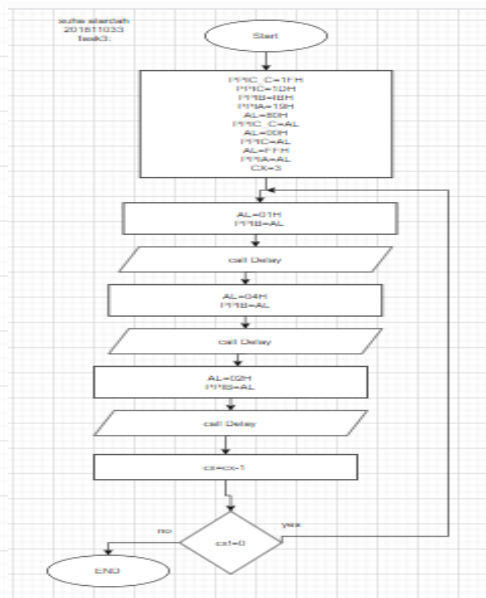 suha alardah
201811033
task3:
Start
PPIC_C=1FH
PPIC=1DH
PPIB=IBH
PPIA=19H
AL=80H
PPIC_C=AL
AL=00H
PPIC=AL
AL=FFH
PPIA=AL
CX=3
AL=01H
PPIB=AL
call Delay
AL=04H
PPIB=AL
call Delay
AL=02H
PPIB=AL
call Delay
cx=cx-1
cx!=0
no
yes
END